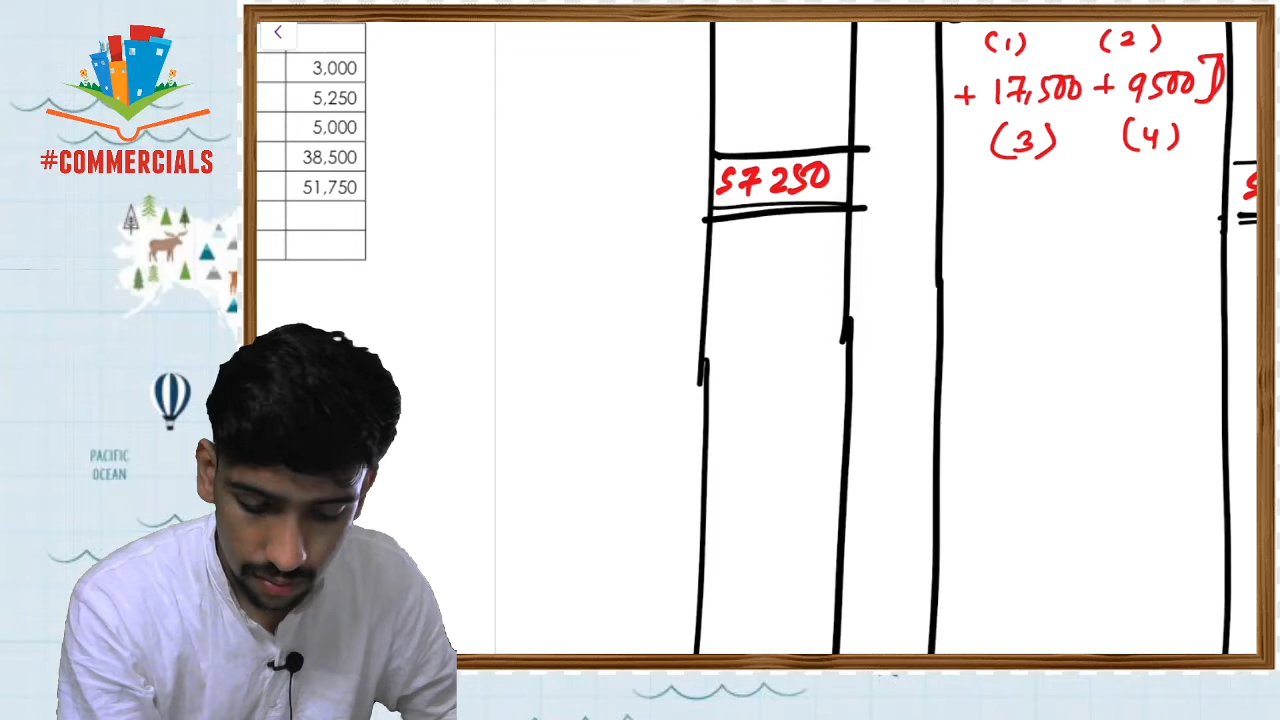 #COMMERCIALS
PACIFIC
OCEAN
3,000
5,250
5,000
38,500
51,750
57250
(1) (2)
+ 17,500 + 9500]
(3) (4)